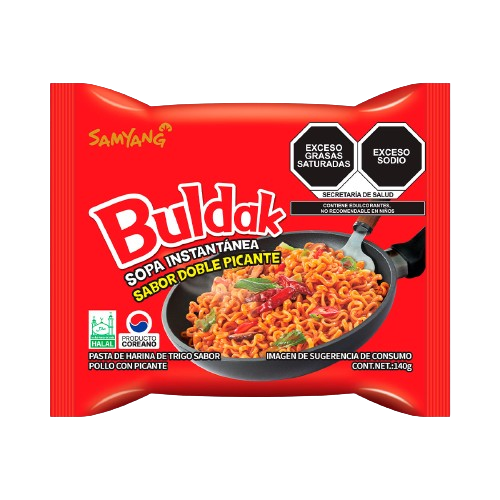 SAMYANG
EXCESO
GRASAS
SATURADAS
EXCESO
SODIO
SECRETARÍA DE SALUD
CONTIENE EDULCORANTES,
NO RECOMENDABLE EN NIÑOS
Buldak
SOPA INSTANTÁNEA
SABOR DOBLE PICANTE
HALAL
PRODUCTO
COREANO
PASTA DE HARINA DE TRIGO SABOR
POLLO CON PICANTE
IMAGEN DE SUGERENCIA DE CONSUMO
CONT.NET.:140g